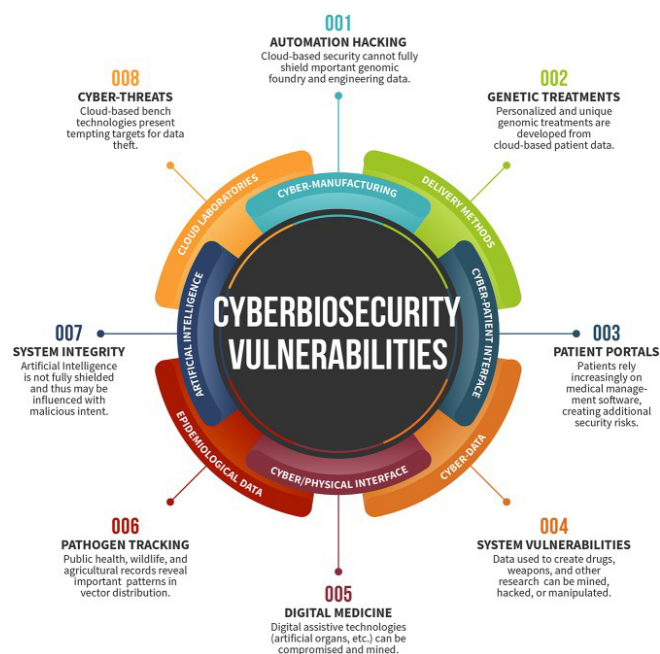 001
AUTOMATION HACKING
Cloud-based security cannot fully
shield mportant genomic
foundry and engineering data.
008
CYBER-THREATS
Cloud-based bench
technologies present
tempting targets for data
theft.
002
GENETIC TREATMENTS
Personalized and unique
genomic treatments are
developed from
cloud-based patient data.
CLOUD LABORATORIES
CYBER-MANUFACTURING
DELIVERY METHODS
ARTIFICIAL INTELLIGENCE
CYBERBIOSECURITY
VULNERABILITIES
CYBER-PATIENT INTERFACE
007
SYSTEM INTEGRITY
Artificial Intelligence
is not fully shielded
and thus may be
influenced with
malicious intent.
003
PATIENT PORTALS
Patients rely
increasingly on
medical manage-
ment software,
creating additional
security risks.
EPIDEMIOLOGICAL DATA
CYBER/PHYSICAL INTERFACE
CYBER-DATA
006
PATHOGEN TRACKING
Public health, wildlife, and
agricultural records reveal
important patterns in
vector distribution.
004
SYSTEM VULNERABILITIES
Data used to create drugs,
weapons, and other
research can be mined,
hacked, or manipulated.
005
DIGITAL MEDICINE
Digital assistive technologies
(artificial organs, etc.) can be
compromised and mined.